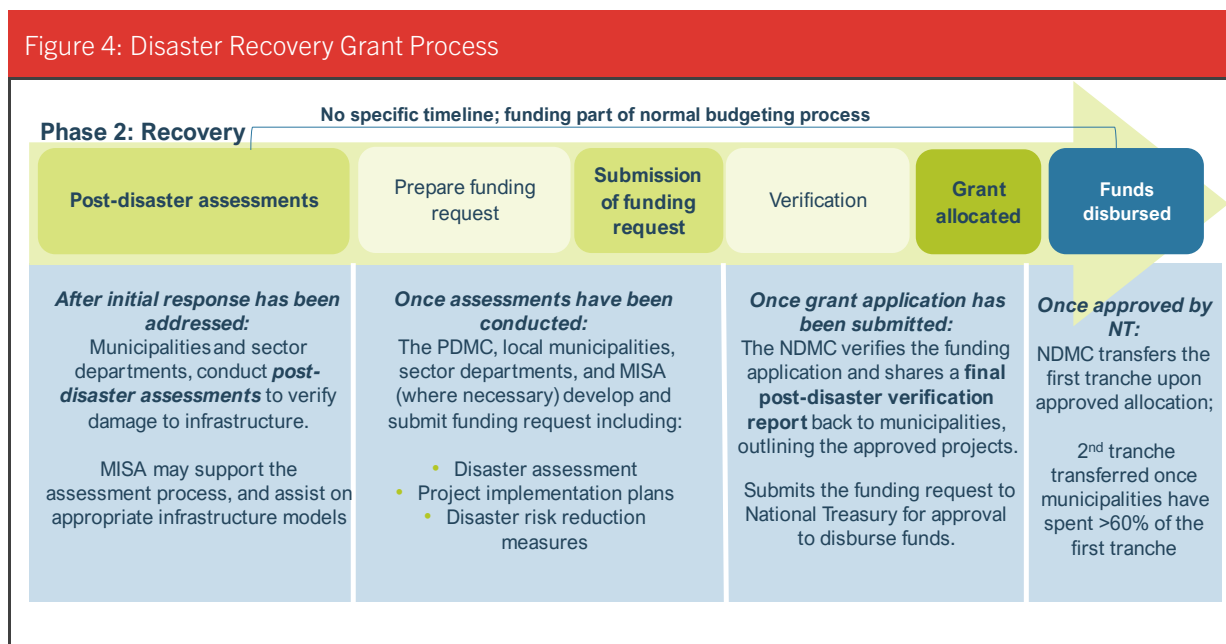 Figure 4: Disaster Recovery Grant Process
No specific timeline; funding part of normal budgeting process
Phase 2: Recovery
Post-disaster assessments
Prepare funding
request
Submission
of funding
request
Verification
Grant
allocated
Funds
disbursed
After initial response has been
addressed:
Municipalities and sector
departments, conduct post-
disaster assessments to verify
damage to infrastructure.
MISA may support the
assessment process, and assist on
appropriate infrastructure models
Once assessments have been
conducted:
The PDMC, local municipalities,
sector departments, and MISA
(where necessary) develop and
submit funding request including:
• Disaster assessment
• Project implementation plans
• Disaster risk reduction
measures
Once grant application has
been submitted:
The NDMC verifies the funding
application and shares a final
post-disaster verification
report back to municipalities,
outlining the approved projects.
Submits the funding request to
National Treasury for approval
to disburse funds.
Once approved by
NT:
NDMC transfers the
first tranche upon
approved allocation;
2nd tranche
transferred once
municipalities have
spent >60% of the
first tranche